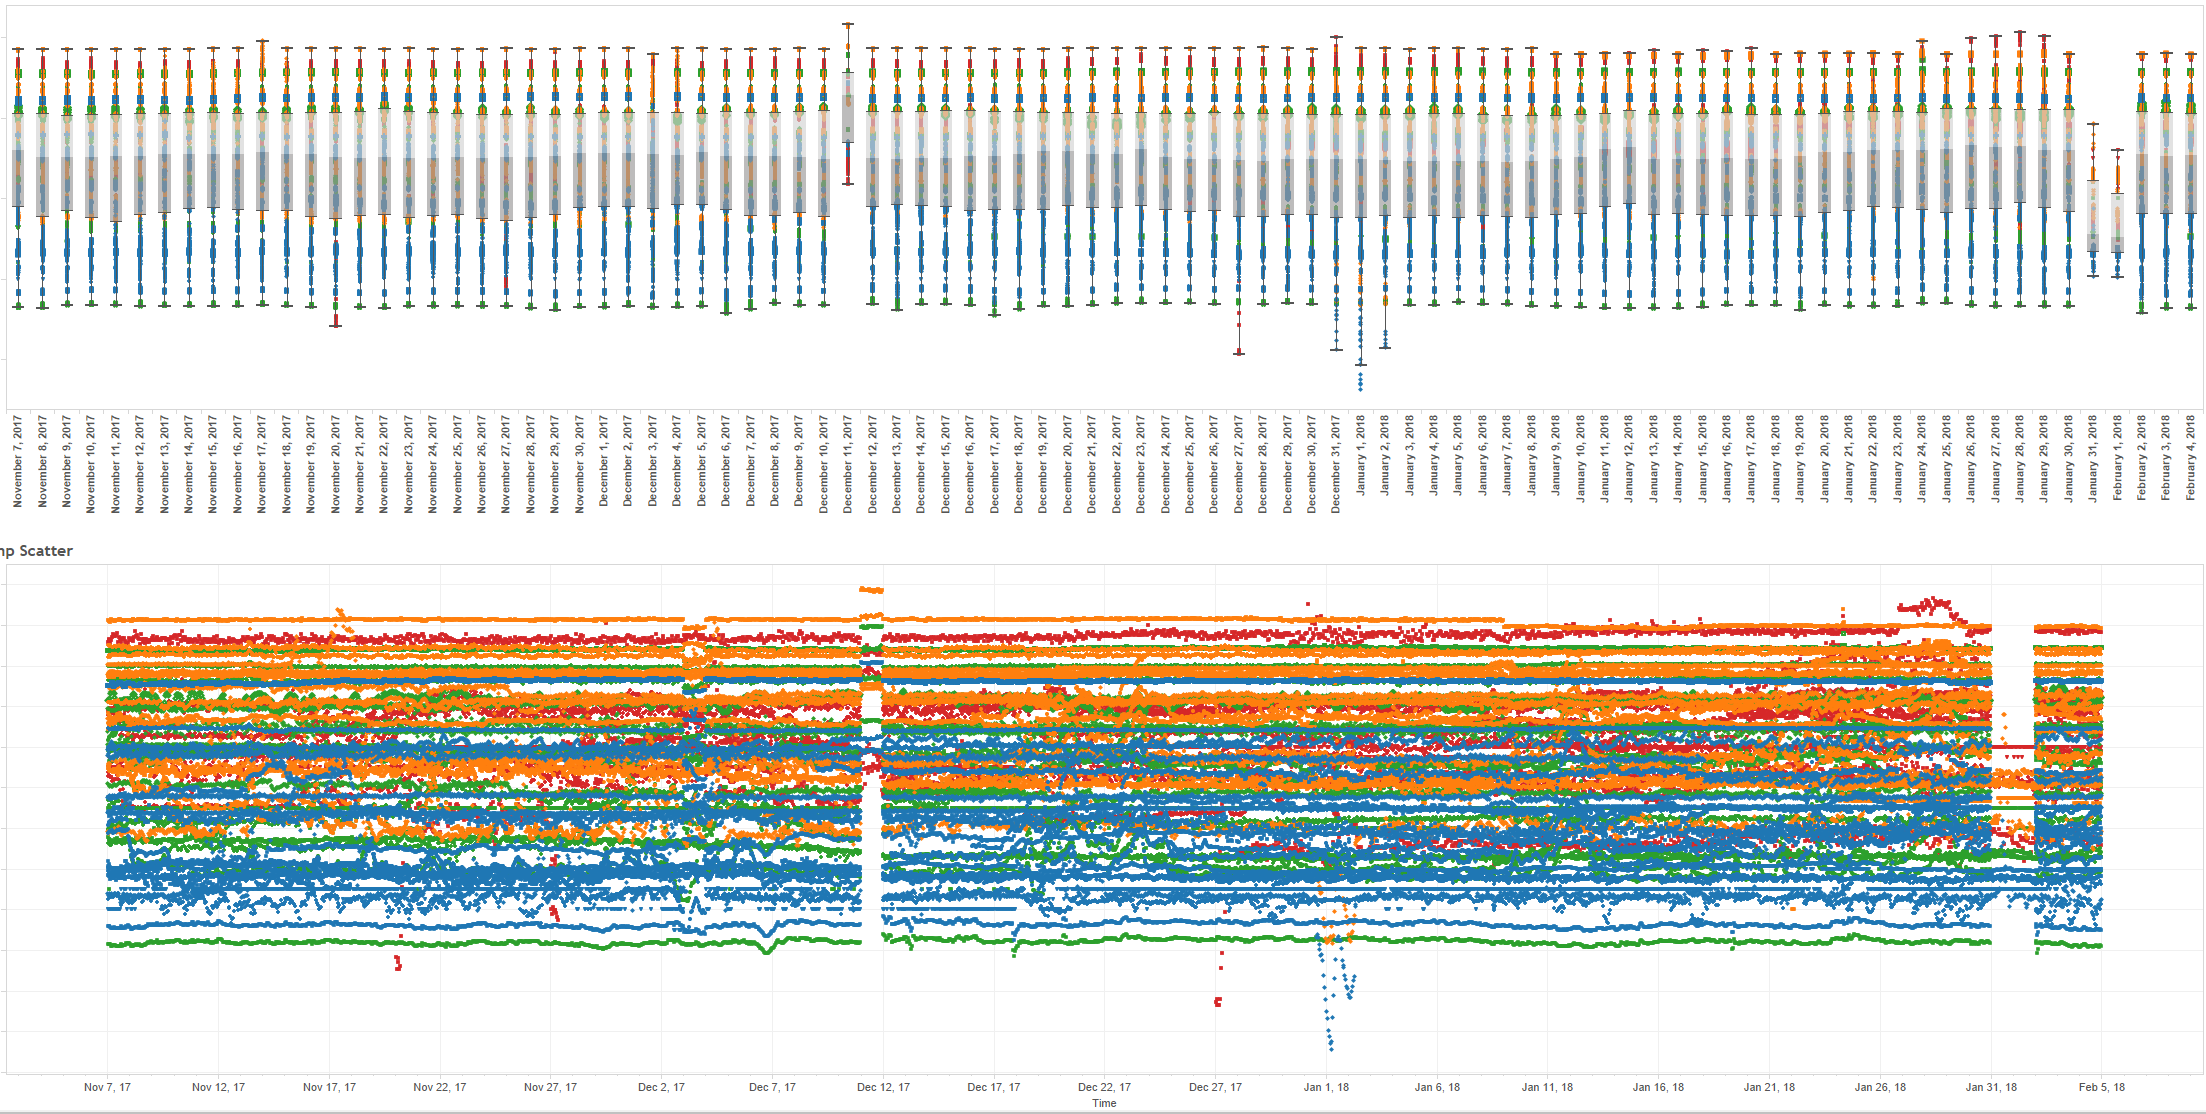 November 7, 2017
November 8, 2017
November 9, 2017
November 10, 2017
November 11, 2017
November 12, 2017
November 13, 2017
November 14, 2017
November 15, 2017
November 16, 2017
November 17, 2017
November 18, 2017
November 19, 2017
November 20, 2017
November 21, 2017
November 22, 2017
November 23, 2017
November 24, 2017
November 25, 2017
November 26, 2017
November 27, 2017
November 28, 2017
November 29, 2017
November 30, 2017
December 1, 2017
December 2, 2017
December 3, 2017
December 4, 2017
December 5, 2017
December 6, 2017
December 7, 2017
December 8, 2017
December 9, 2017
December 10, 2017
December 11, 2017
December 12, 2017
December 13, 2017
December 14, 2017
December 15, 2017
December 16, 2017
December 17, 2017
December 18, 2017
December 19, 2017
December 20, 2017
December 21, 2017
December 22, 2017
December 23, 2017
December 24, 2017
December 25, 2017
December 26, 2017
December 27, 2017
December 28, 2017
December 29, 2017
December 30, 2017
December 31, 2017
January 1, 2018
January 2, 2018
January 3, 2018
January 4, 2018
January 5, 2018
January 6, 2018
January 7, 2018
January 8, 2018
January 9, 2018
January 10, 2018
January 11, 2018
January 12, 2018
January 13, 2018
January 14, 2018
January 15, 2018
January 16, 2018
January 17, 2018
January 18, 2018
January 19, 2018
January 20, 2018
January 21, 2018
January 22, 2018
January 23, 2018
January 24, 2018
January 25, 2018
January 26, 2018
January 27, 2018
January 28, 2018
January 29, 2018
January 30, 2018
January 31, 2018
February 1, 2018
February 2, 2018
February 3, 2018
February 4, 2018
np Scatter
Nov 7, 17
Nov 12, 17
Nov 17, 17
Nov 22, 17
Nov 27, 17
Dec 2, 17
Dec 7, 17
Dec 12, 17
Dec 17, 17
Dec 22, 17
Dec 27, 17
Jan 1, 18
Jan 6, 18
Jan 11, 18
Jan 16, 18
Jan 21, 18
Jan 26, 18
Jan 31, 18
Feb 5, 18
Time